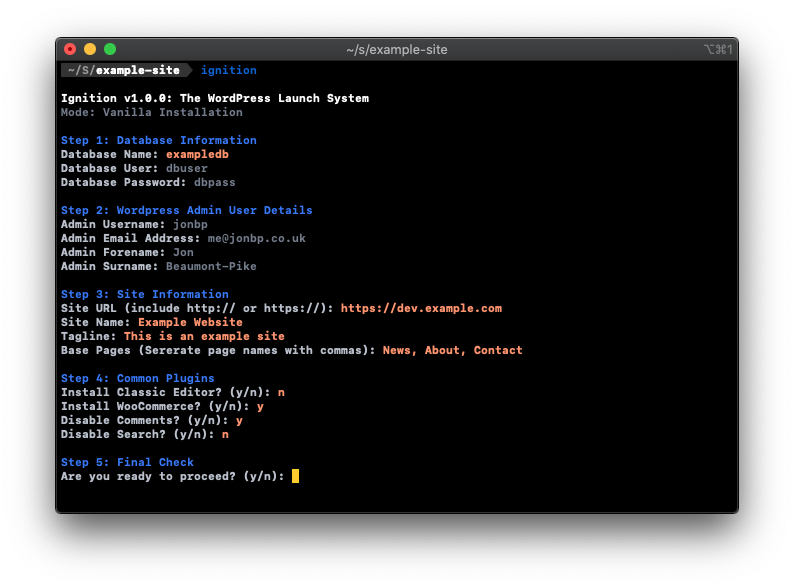 ~/s/example-site
⌥⌘1
~/S/example-site ignition
Ignition v1.0.0: The WordPress Launch System
Mode: Vanilla Installation
Step 1: Database Information
Database Name: exampledb
Database User: dbuser
Database Password: dbpass
Step 2: Wordpress Admin User Details
Admin Username: jonbp
Admin Email Address: me@jonbp.co.uk
Admin Forename: Jon
Admin Surname: Beaumont-Pike
Step 3: Site Information
Site URL (include http:// or https://): https://dev.example.com
Site Name: Example Website
Tagline: This is an example site
Base Pages (Sererate page names with commas): News, About, Contact
Step 4: Common Plugins
Install Classic Editor? (y/n): n
Install WooCommerce? (y/n): y
Disable Comments? (y/n): y
Disable Search? (y/n): n
Step 5: Final Check
Are you ready to proceed? (y/n):